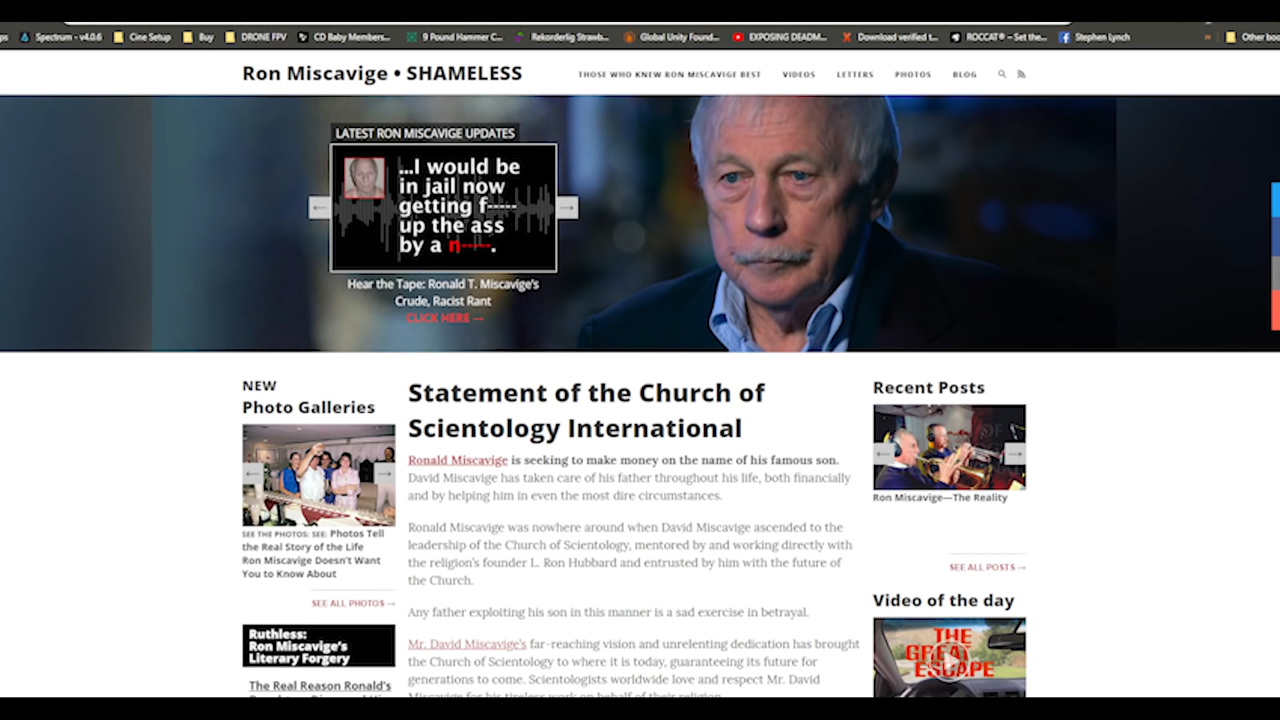 ps
Spectrum - v4.0.6
Cine Setup
Buy
DRONE FPV
CD Baby Members...
9 Pound Hammer C...
Rekorderlig Strawb...
Global Unity Found...
EXPOSING DEADM...
Download verified t...
ROCCAT® – Set the...
Stephen Lynch
»
Other boo
Ron Miscavige • SHAMELESS
THOSE WHO KNEW RON MISCAVIGE BEST
VIDEOS
LETTERS
PHOTOS
BLOG
LATEST RON MISCAVIGE UPDATES
...I would be
in jail now
getting f-----
up the ass
by a n-----.
Hear the Tape: Ronald T. Miscavige's
Crude, Racist Rant
CLICK HERE →
NEW
Photo Galleries
SEE THE PHOTOS: SEE: Photos Tell
the Real Story of the Life
Ron Miscavige Doesn't Want
You to Know About
SEE ALL PHOTOS →
Ruthless:
Ron Miscavige's
Literary Forgery
The Real Reason Ronald's
Statement of the Church of
Scientology International
Ronald Miscavige is seeking to make money on the name of his famous son.
David Miscavige has taken care of his father throughout his life, both financially
and by helping him in even the most dire circumstances.
Ronald Miscavige was nowhere around when David Miscavige ascended to the
leadership of the Church of Scientology, mentored by and working directly with
the religion's founder L. Ron Hubbard and entrusted by him with the future of
the Church.
Any father exploiting his son in this manner is a sad exercise in betrayal.
Mr. David Miscavige's far-reaching vision and unrelenting dedication has brought
the Church of Scientology to where it is today, guaranteeing its future for
generations to come. Scientologists worldwide love and respect Mr. David
Miscavige for his tireless work on behalf of their religion.
Recent Posts
Ron Miscavige—The Reality
SEE ALL POSTS →
Video of the day
THE
GREAT
ESCAPE